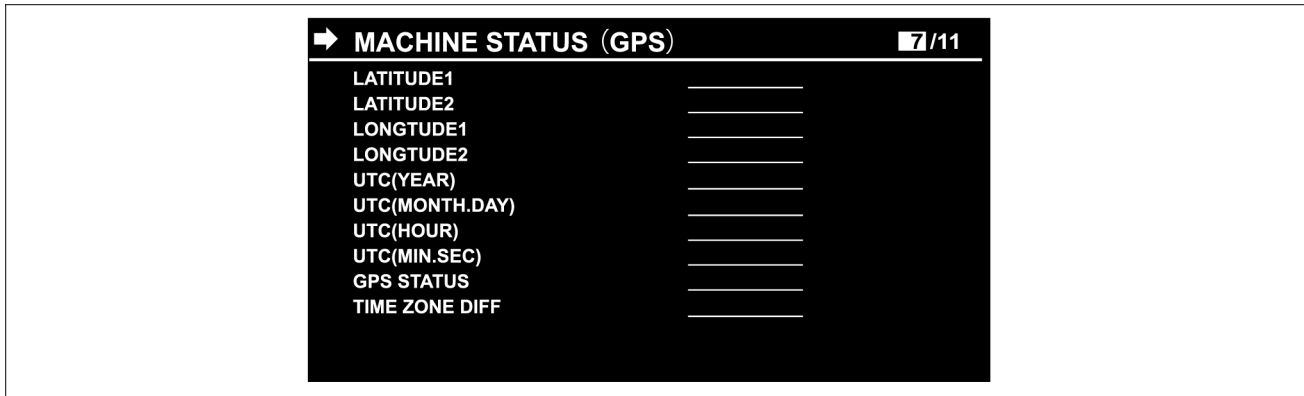 MACHINE STATUS（GPS） 7/11
LATITUDE1
LATITUDE2
LONGTUDE1
LONGTUDE2
UTC(YEAR)
UTC(MONTH.DAY)
UTC(HOUR)
UTC(MIN.SEC)
GPS STATUS
TIME ZONE DIFF